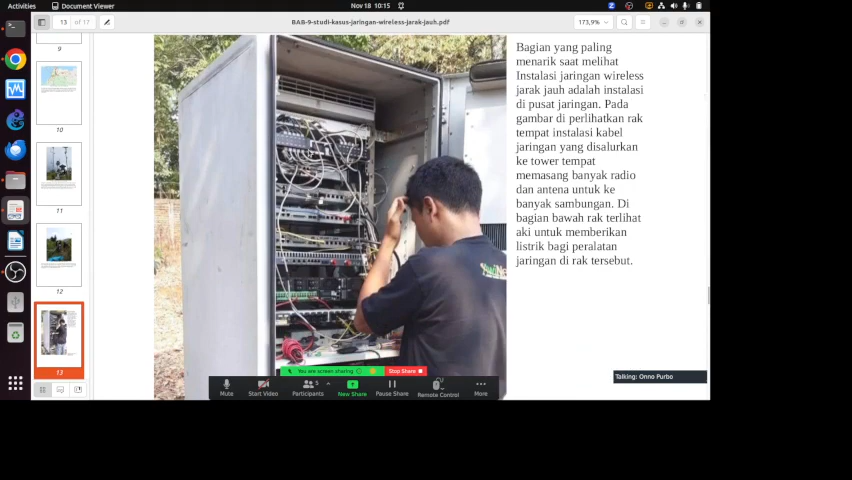 Activities
Document Viewer
Nov 18 10:15
13
of 17
BAB-9-studi-kasus-jaringan-wireless-jarak-jauh.pdf
173,9%
9
10
11
12
13
Bagian yang paling
menarik saat melihat
Instalasi jaringan wireless
jarak jauh adalah instalasi
di pusat jaringan. Pada
gambar di perlihatkan rak
tempat instalasi kabel
jaringan yang disalurkan
ke tower tempat
memasang banyak radio
dan antena untuk ke
banyak sambungan. Di
bagian bawah rak terlihat
aki untuk memberikan
listrik bagi peralatan
jaringan di rak tersebut.
You are screen sharing
Stop Share
Mute
Start Video
Participants
5
New Share
Pause Share
Remote Control
More
Talking: Onno Purbo